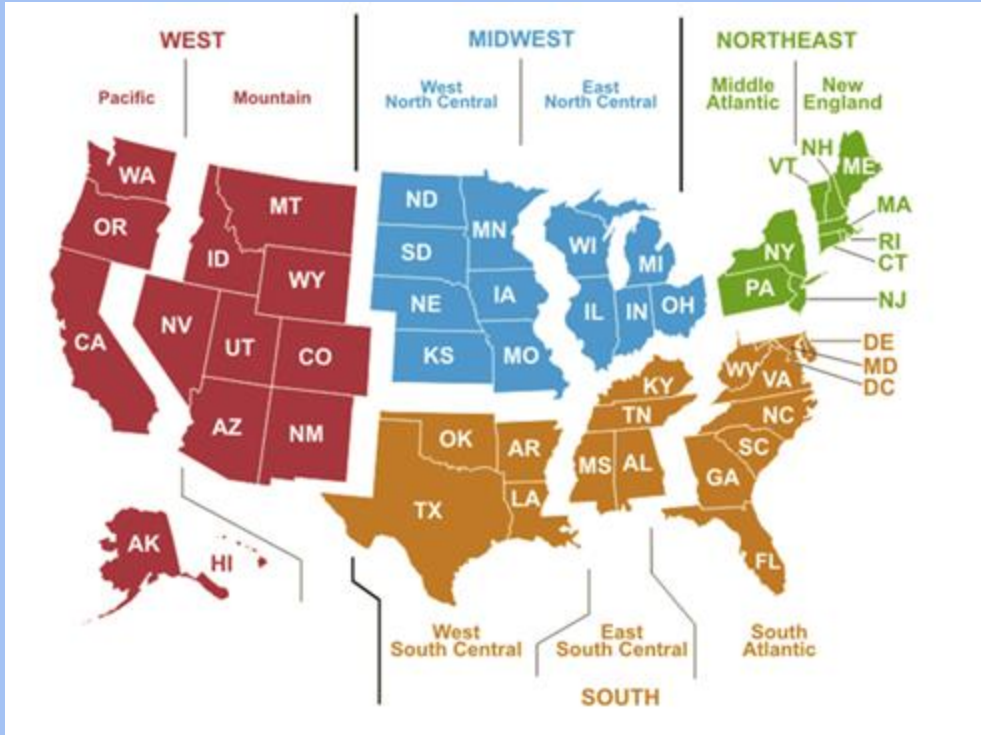 WEST
MIDWEST
NORTHEAST
Pacific
Mountain
West
North Central
East
North Central
Middle
Atlantic
New
England
WA
OR
CA
MT
ID
WY
NV
UT
CO
AZ
NM
AK
HI
ND
SD
NE
KS
MN
IA
MO
WI
MI
IL
IN
OH
VT
NH
ME
MA
RI
CT
NY
PA
NJ
DE
MD
DC
WV
VA
NC
SC
GA
FL
KY
TN
MS
AL
OK
AR
TX
LA
West
South Central
East
South Central
South
Atlantic
SOUTH